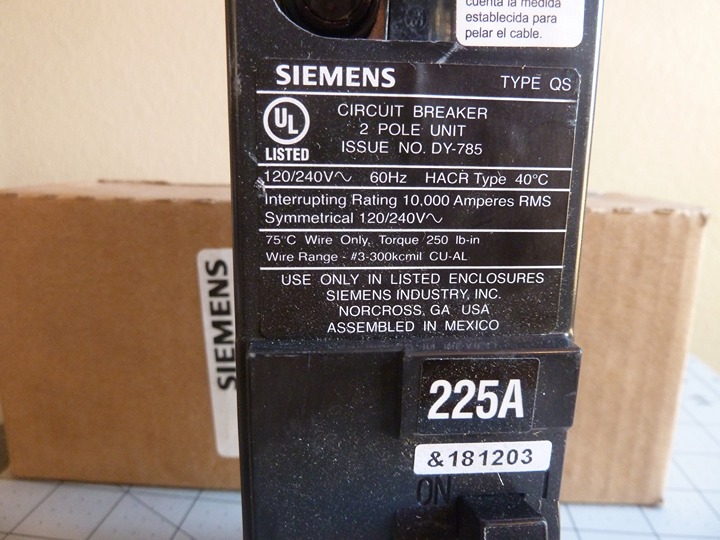 cuenta la medida
establecida para
pelar el cable.
SIEMENS TYPE QS
UL
LISTED
CIRCUIT BREAKER
2 POLE UNIT
ISSUE NO. DY-785
120/240V∿ 60Hz HACR Type 40°C
Interrupting Rating 10,000 Amperes RMS
Symmetrical 120/240V∿
75°C Wire Only, Torque 250 lb-in
Wire Range - #3-300kcmil CU-AL
USE ONLY IN LISTED ENCLOSURES
SIEMENS INDUSTRY, INC.
NORCROSS, GA USA
ASSEMBLED IN MEXICO
SIEMENS
225A
&181203
ON